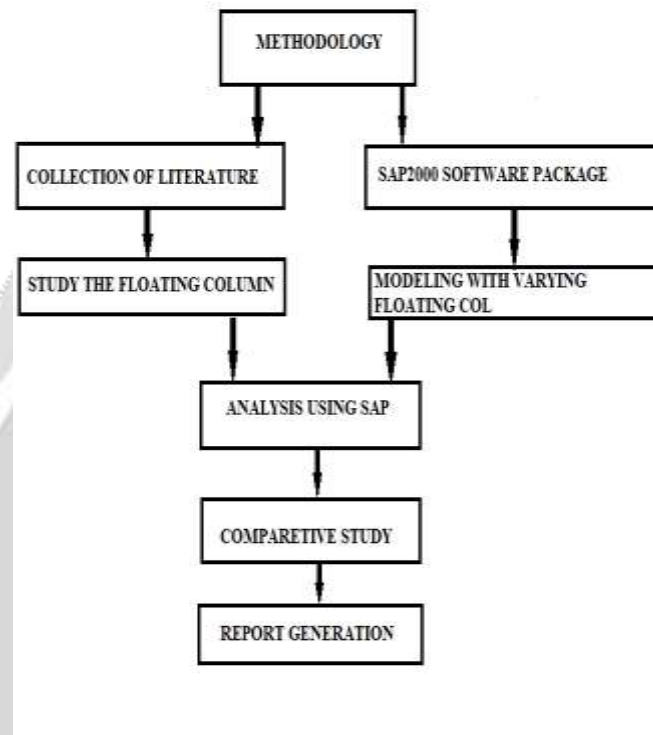 METHODOLOGY
COLLECTION OF LITERATURE
SAP2000 SOFTWARE PACKAGE
STUDY THE FLOATING COLUMN
MODELING WITH VARYING
FLOATING COL
ANALYSIS USING SAP
COMPARETIVE STUDY
REPORT GENERATION